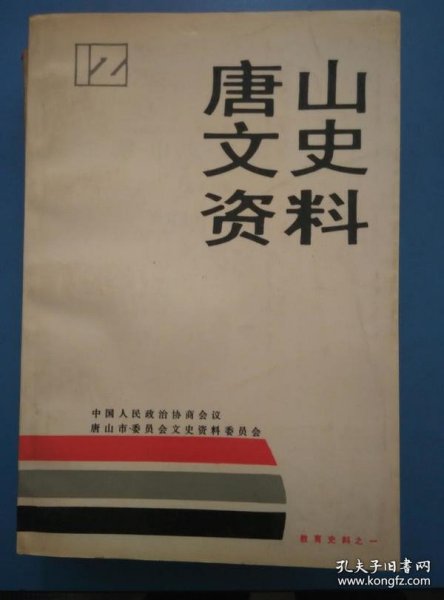 12
唐山
文史
资料
中国人民政治协商会议
唐山市委员会文史资料委员会
教育史料之一
孔夫子旧书网
www.kongfz.com